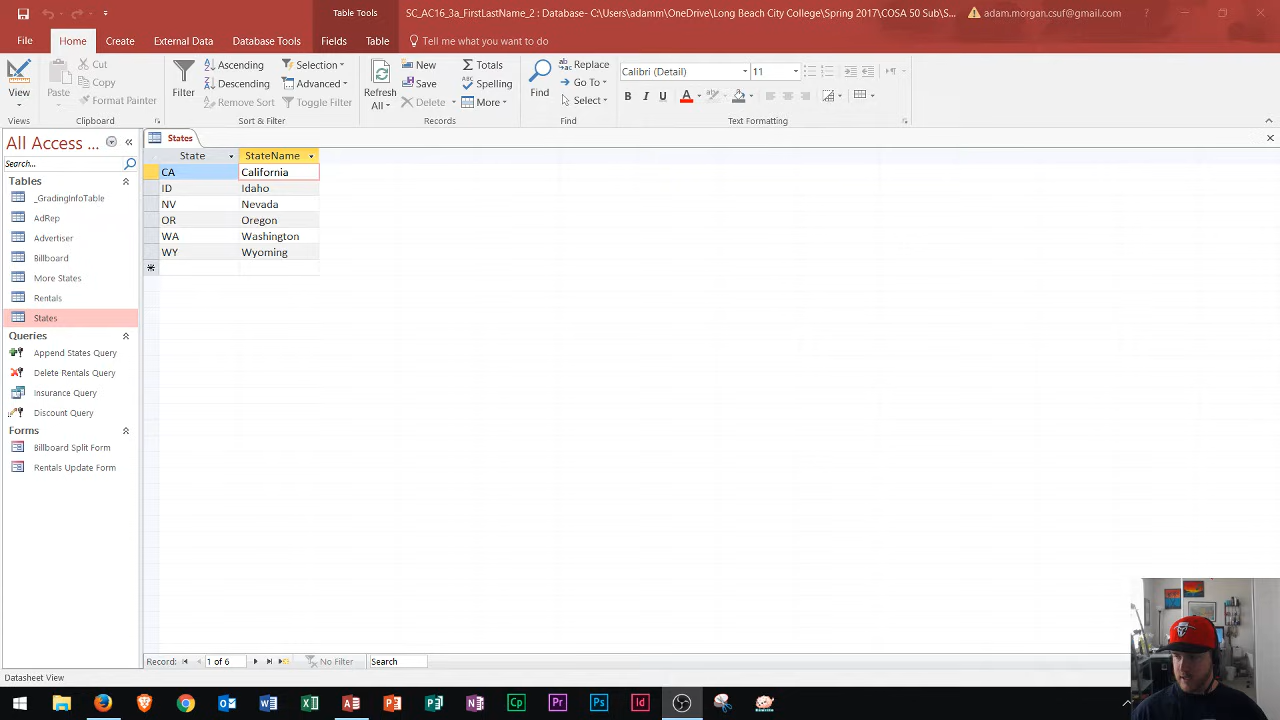 Table Tools
SC_AC16_3a_FirstLastName_2 : Database- C:\Users\adamm\OneDrive\Long Beach City College\Spring 2017\COSA 50 Sub\S...
adam.morgan.csuf@gmail.com
?
File Home Create External Data Database Tools Fields Table Tell me what you want to do
View
Views
Paste
Cut
Copy
Format Painter
Clipboard
Filter
Ascending
Descending
Remove Sort
Selection
Advanced
Toggle Filter
Sort & Filter
Refresh
All
New
Save
Delete
Totals
Spelling
More
Records
Find
Replace
Go To
Select
Find
Calibri (Detail) 11
B I U A
Text Formatting
All Access ...
Search...
Tables
_GradingInfoTable
AdRep
Advertiser
Billboard
More States
Rentals
States
Queries
Append States Query
Delete Rentals Query
Insurance Query
Discount Query
Forms
Billboard Split Form
Rentals Update Form
States
State StateName
CA California
ID Idaho
NV Nevada
OR Oregon
WA Washington
WY Wyoming
Record: 1 of 6 No Filter Search
Datasheet View
Cp Pr Ps Id